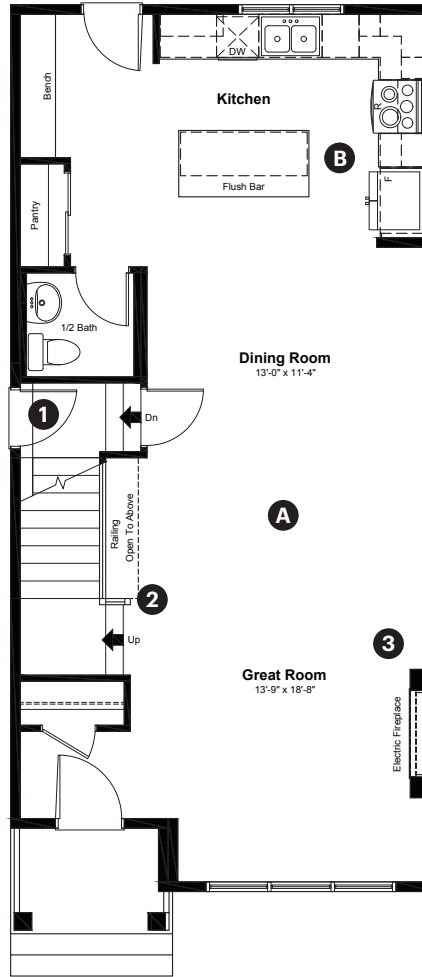 DW
Bench
Kitchen
R
B
Flush Bar
F
Pantry
1/2 Bath
Dining Room
13'-0" x 11'-4"
1
Dn
Railing
Open To Above
A
2
Up
3
Great Room
13'-9" x 18'-8"
Electric Fireplace